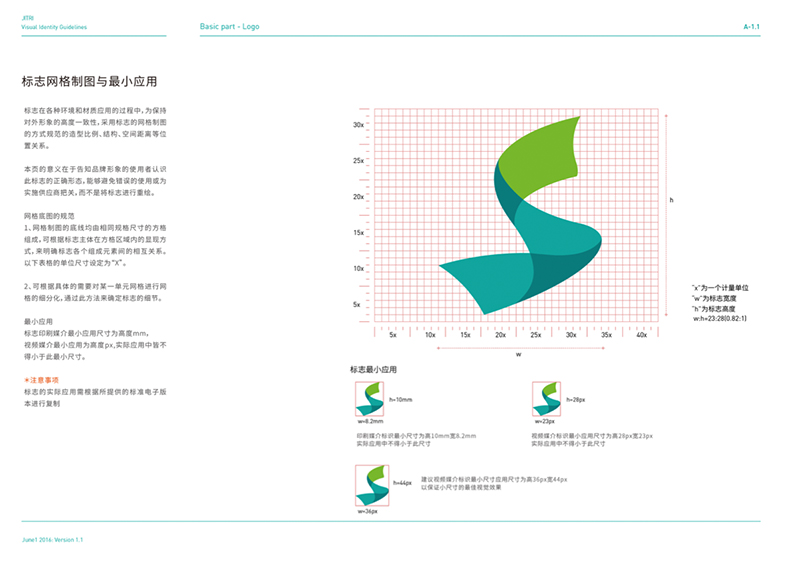 JITRI
Visual Identity Guidelines
Basic part - Logo
A-1.1
标志网格制图与最小应用
标志在各种环境和材质应用的过程中,为保持
对外形象的高度一致性,采用标志的网格制图
的方式规范的造型比例、结构、空间距离等位
置关系。
本页的意义在于告知品牌形象的使用者认识
此标志的正确形态,能够避免错误的使用或为
实施供应商把关,而不是将标志进行重绘。
网格底图的规范
1、网格制图的底线均由相同规格尺寸的方格
组成,可根据标志主体在方格区域内的显现方
式,来明确标志各个组成元素间的相互关系。
以下表格的单位尺寸设定为"X"。
2、可根据具体的需要对某一单元网格进行网
格的细分化,通过此方法来确定标志的细节。
最小应用
标志印刷媒介最小应用尺寸为高度mm,
视频媒介最小应用为高度px,实际应用中皆不
得小于此最小尺寸。
*注意事项
标志的实际应用需根据所提供的标准电子版
本进行复制
30x
25x
20x
15x
10x
5x
5x
10x
15x
20x
25x
30x
35x
40x
h
w
"x"为一个计量单位
"w"为标志宽度
"h"为标志高度
w:h=23:28(0.82:1)
标志最小应用
h=10mm
w=8.2mm
印刷媒介标识最小尺寸为高10mm宽8.2mm
实际应用中不得小于此尺寸
h=28px
w=23px
视频媒介标识最小应用尺寸为高28px宽23px
实际应用中不得小于此尺寸
h=44px
w=36px
建议视频媒介标识最小尺寸应用尺寸为高36px宽44px
以保证小尺寸的最佳视觉效果
June1 2016. Version 1.1